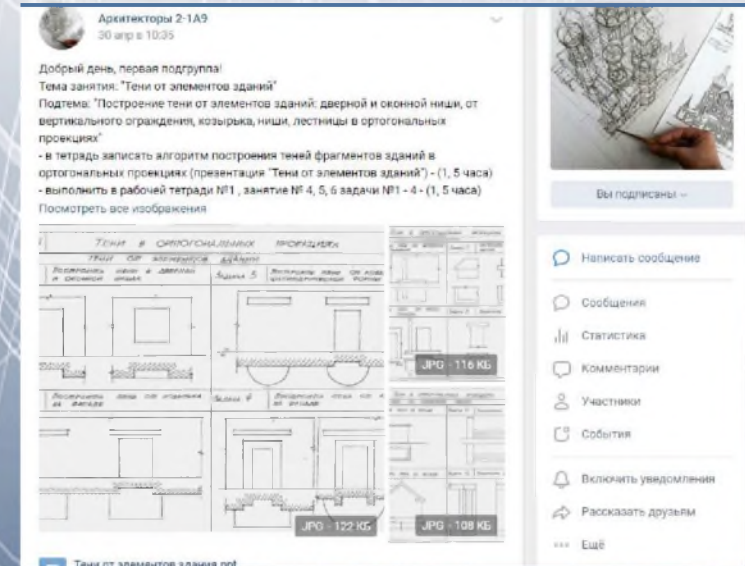 Архитекторы 2-1А9
30 апр в 10:35
Добрый день, первая подгруппа!
Тема занятия: "Тени от элементов зданий"
Подтема: "Построение тени от элементов зданий: дверной и оконной ниши, от
вертикального ограждения, козырька, ниши, лестницы в ортогональных
проекциях"
- в тетрадь записать алгоритм построения теней фрагментов зданий в
ортогональных проекциях (презентация "Тени от элементов зданий") - (1, 5 часа)
- выполнить в рабочей тетради №1 , занятие № 4, 5, 6 задачи №1 - 4 - (1, 5 часа)
Посмотреть все изображения
Тени в ортогональных проекциях
Тени от элементов здания
Задача 3
JPG - 116 КБ
JPG - 122 КБ
JPG - 108 КБ
Тени от элементов здания.ppt
Вы подписаны
Написать сообщение
Сообщения
Статистика
Комментарии
Участники
События
Включить уведомления
Рассказать друзьям
Ещё